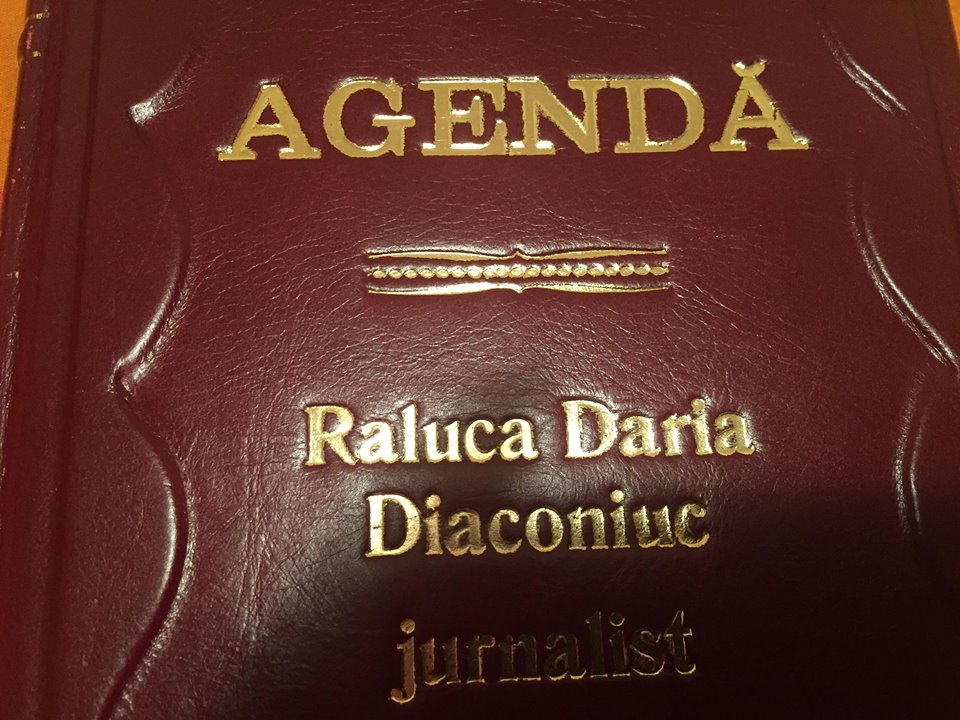 AGENDĂ
Raluca Daria
Diaconiuc
jurnalist